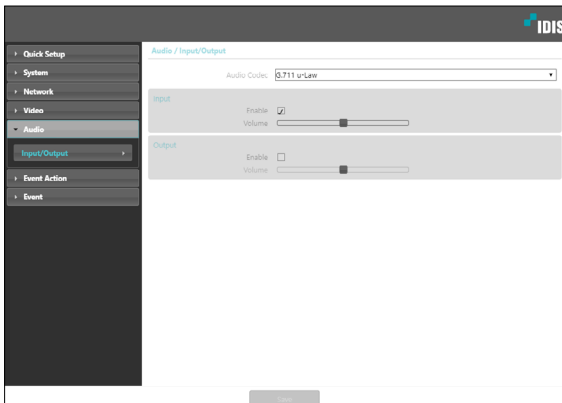 IDIS
Quick Setup
System
Network
Video
Audio
Input/Output
Event Action
Event
Audio / Input/Output
Audio Codec G.711 u-Law
Input
Enable
Volume
Output
Enable
Volume
Save